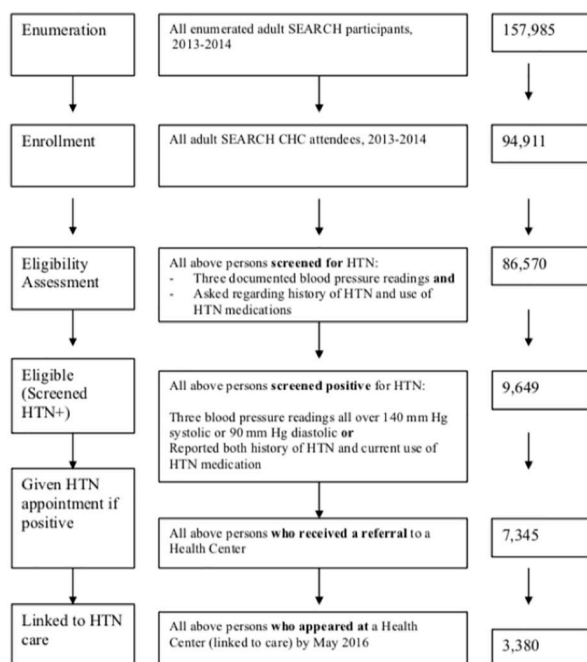 Enumeration
All enumerated adult SEARCH participants,
2013-2014
157,985
Enrollment
All adult SEARCH CHC attendees, 2013-2014
94,911
Eligibility
Assessment
All above persons screened for HTN:
- Three documented blood pressure readings and
- Asked regarding history of HTN and use of
HTN medications
86,570
Eligible
(Screened
HTN+)
All above persons screened positive for HTN:
Three blood pressure readings all over 140 mm Hg
systolic or 90 mm Hg diastolic or
Reported both history of HTN and current use of
HTN medication
9,649
Given HTN
appointment if
positive
All above persons who received a referral to a
Health Center
7,345
Linked to HTN
care
All above persons who appeared at a Health
Center (linked to care) by May 2016
3,380